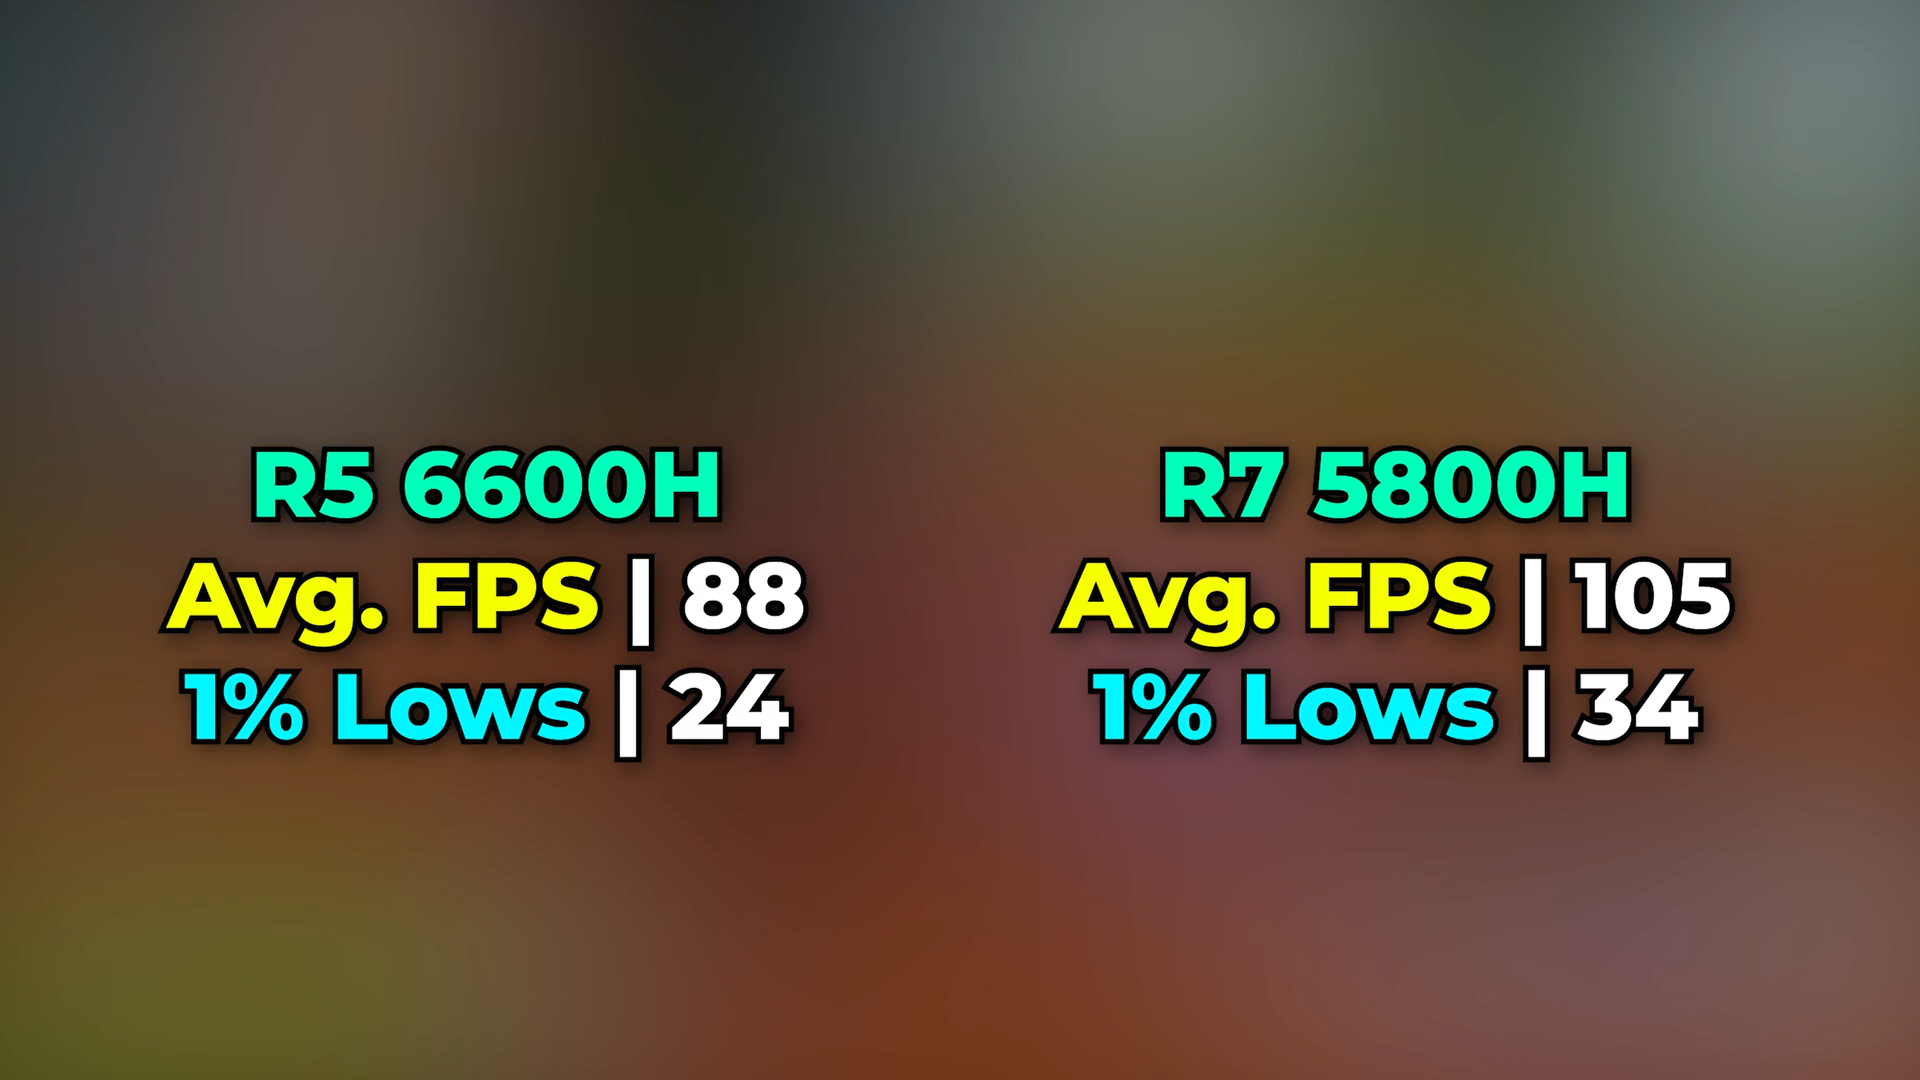 R5 6600H
Avg. FPS | 88
1% Lows | 24
R7 5800H
Avg. FPS | 105
1% Lows | 34